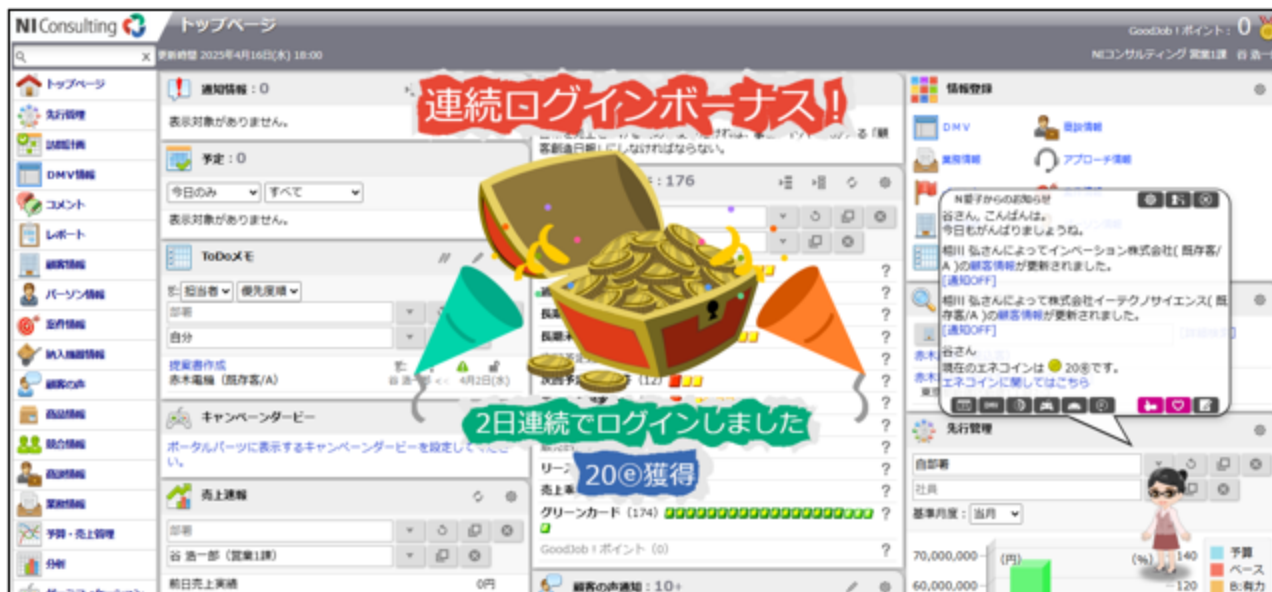 NI Consulting
トップページ
GoodJob！ポイント： 0
x
更新時間 2025年4月16日(水) 18:00
NIコンサルティング 営業1課 谷 浩一
トップページ
先行管理
訪問計画
DMV情報
コメント
レポート
顧客情報
パーソン情報
案件情報
納入機器情報
顧客の声
商品情報
競合情報
商談情報
業務情報
予算・売上管理
分析
通知情報：0
表示対象がありません。
予定：0
今日のみ
すべて
表示対象がありません。
ToDoメモ
担当者
優先度順
部署
自分
提案書作成
赤木電機（既存客/A）
4月2日(水)
キャンペーンダービー
ポータルパーツに表示するキャンペーンダービーを設定してください。
売上速報
部署
谷 浩一郎（営業1課）
前日売上実績
0円
連続ログインボーナス！
「顧
客創造日報」にしなければならない。
：176
(12)
2日連続でログインしました
20ⓔ獲得
グリーンカード（174）
GoodJob！ポイント（0）
顧客の声通知：10+
情報登録
DMV
商談情報
業務情報
アプローチ情報
N愛子からのお知らせ
谷さん、こんばんは。
今日もがんばりましょうね。
相川 弘さんによってインベーション株式会社( 既存客/
A )の顧客情報が更新されました。
[通知OFF]
相川 弘さんによって株式会社イーテクノサイエンス( 既
存客/A )の顧客情報が更新されました。
[通知OFF]
谷さん
現在のエネコインは 20ⓔです。
エネコインに関してはこちら
先行管理
自部署
社員
基準月度：当月
70,000,000
(円)
(%)
140
予算
ベース
60,000,000
120
B:有力